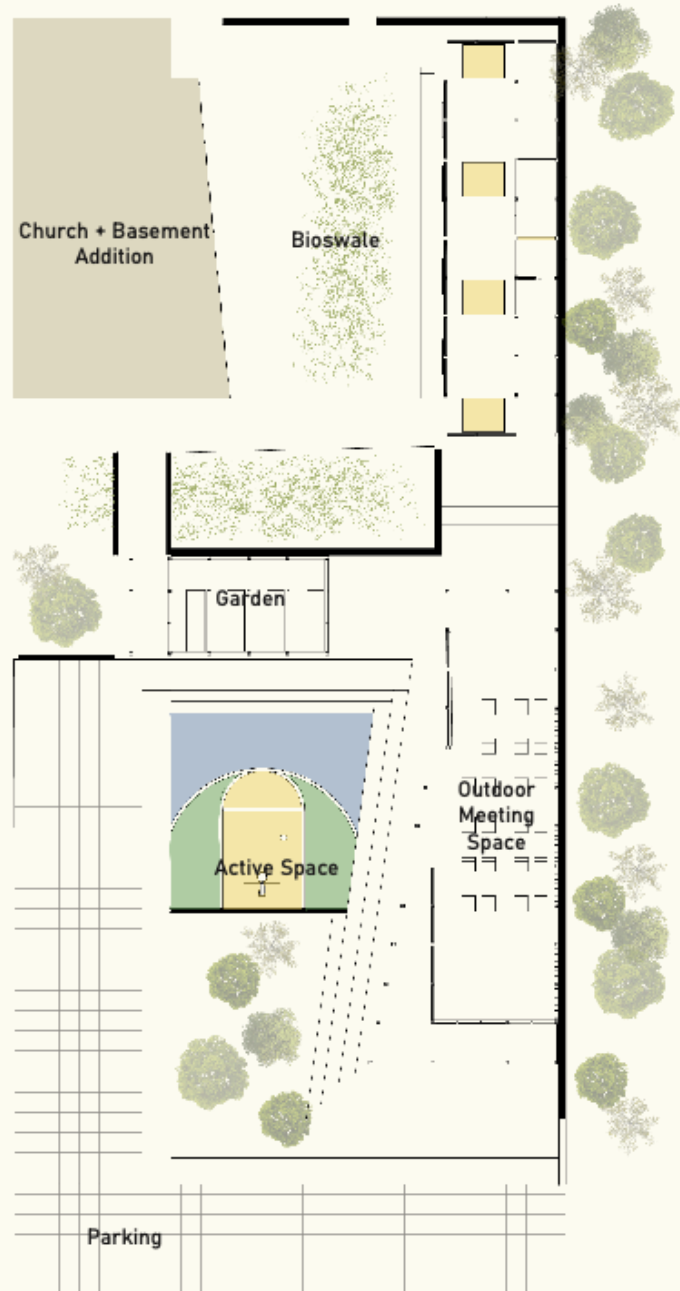 Church + Basement
Addition
Bioswale
Garden
Outdoor
Meeting
Space
Active Space
Parking